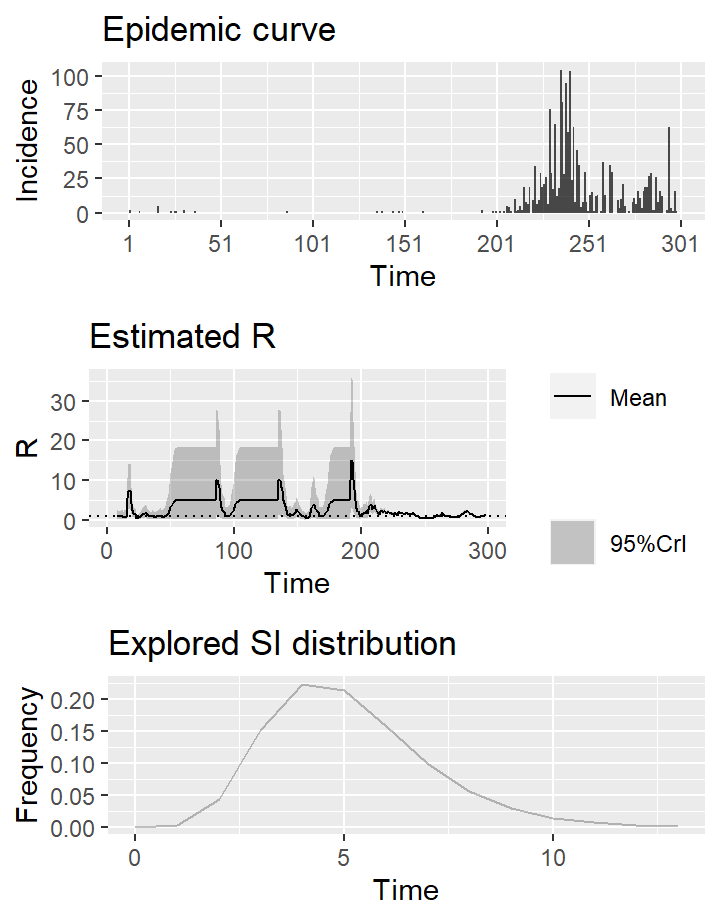 Epidemic curve
Incidence
100
75
50
25
0
1 51 101 151 201 251 301
Time
Estimated R
R
30
20
10
0
0 100 200 300
Time
Mean
95%CrI
Explored SI distribution
Frequency
0.20
0.15
0.10
0.05
0.00
0 5 10
Time